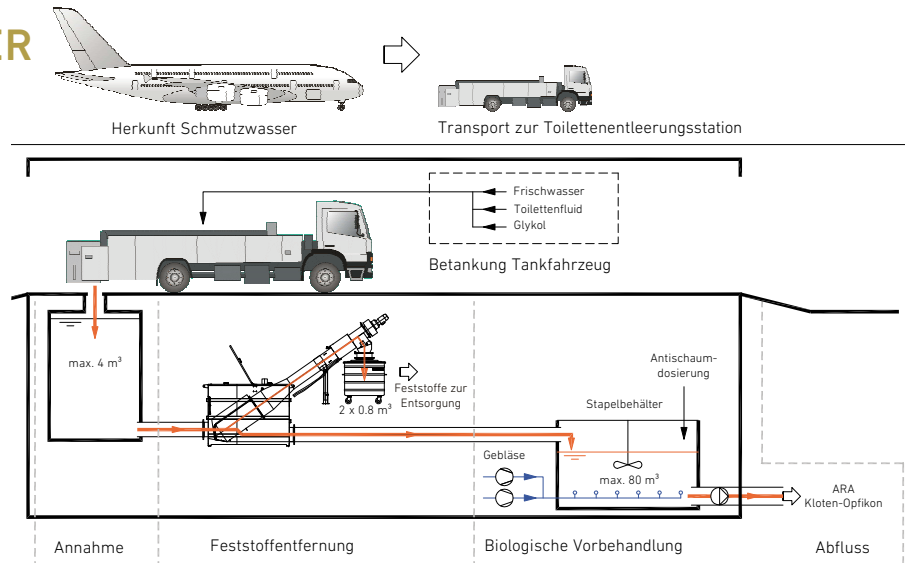 ER
Herkunft Schmutzwasser
Transport zur Toilettenentleerungsstation
Frischwasser
Toilettenfluid
Glykol
Betankung Tankfahrzeug
max. 4 m³
Feststoffe zur
Entsorgung
2 x 0.8 m³
Antischaum-
dosierung
Stapelbehälter
Gebläse
max. 80 m³
ARA
Kloten-Opfikon
Annahme
Feststoffentfernung
Biologische Vorbehandlung
Abfluss